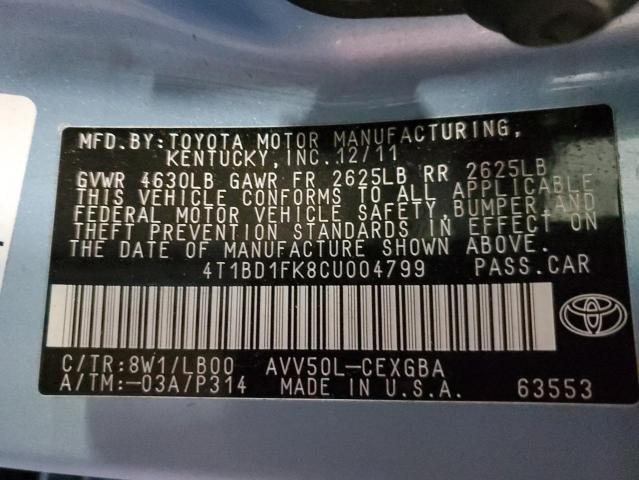 MFD.BY:TOYOTA MOTOR MANUFACTURING,
KENTUCKY,INC.12/11
GVWR 4630LB GAWR FR 2625LB RR 2625LB
THIS VEHICLE CONFORMS TO ALL APPLICABLE
FEDERAL MOTOR VEHICLE SAFETY,BUMPER,AND
THEFT PREVENTION STANDARDS IN EFFECT ON
THE DATE OF MANUFACTURE SHOWN ABOVE.
4T1BD1FK8CU004799 PASS.CAR
C/TR:8W1/LB00 AVV50L-CEXGBA
A/TM:-03A/P314 MADE IN U.S.A. 63553